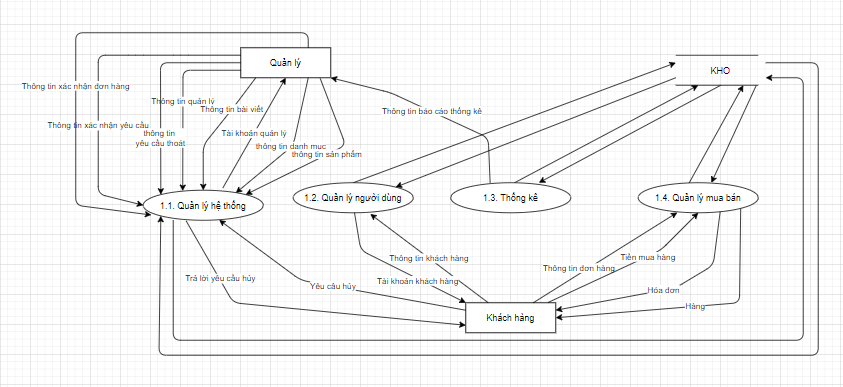 Quản lý
KHO
Thông tin xác nhận đơn hàng
Thông tin quản lý
Thông tin bài viết
Thông tin báo cáo thống kê
Thông tin xác nhận yêu cầu
thông tin
yêu cầu thoát
Tài khoản quản lý
thông tin danh mục
thông tin sản phẩm
1.1. Quản lý hệ thống
1.2. Quản lý người dùng
1.3. Thống kê
1.4. Quản lý mua bán
Thông tin khách hàng
Tiền mua hàng
Thông tin đơn hàng
Trả lời yêu cầu hủy
Yêu cầu hủy
Tài khoản khách hàng
Hóa đơn
Hàng
Khách hàng